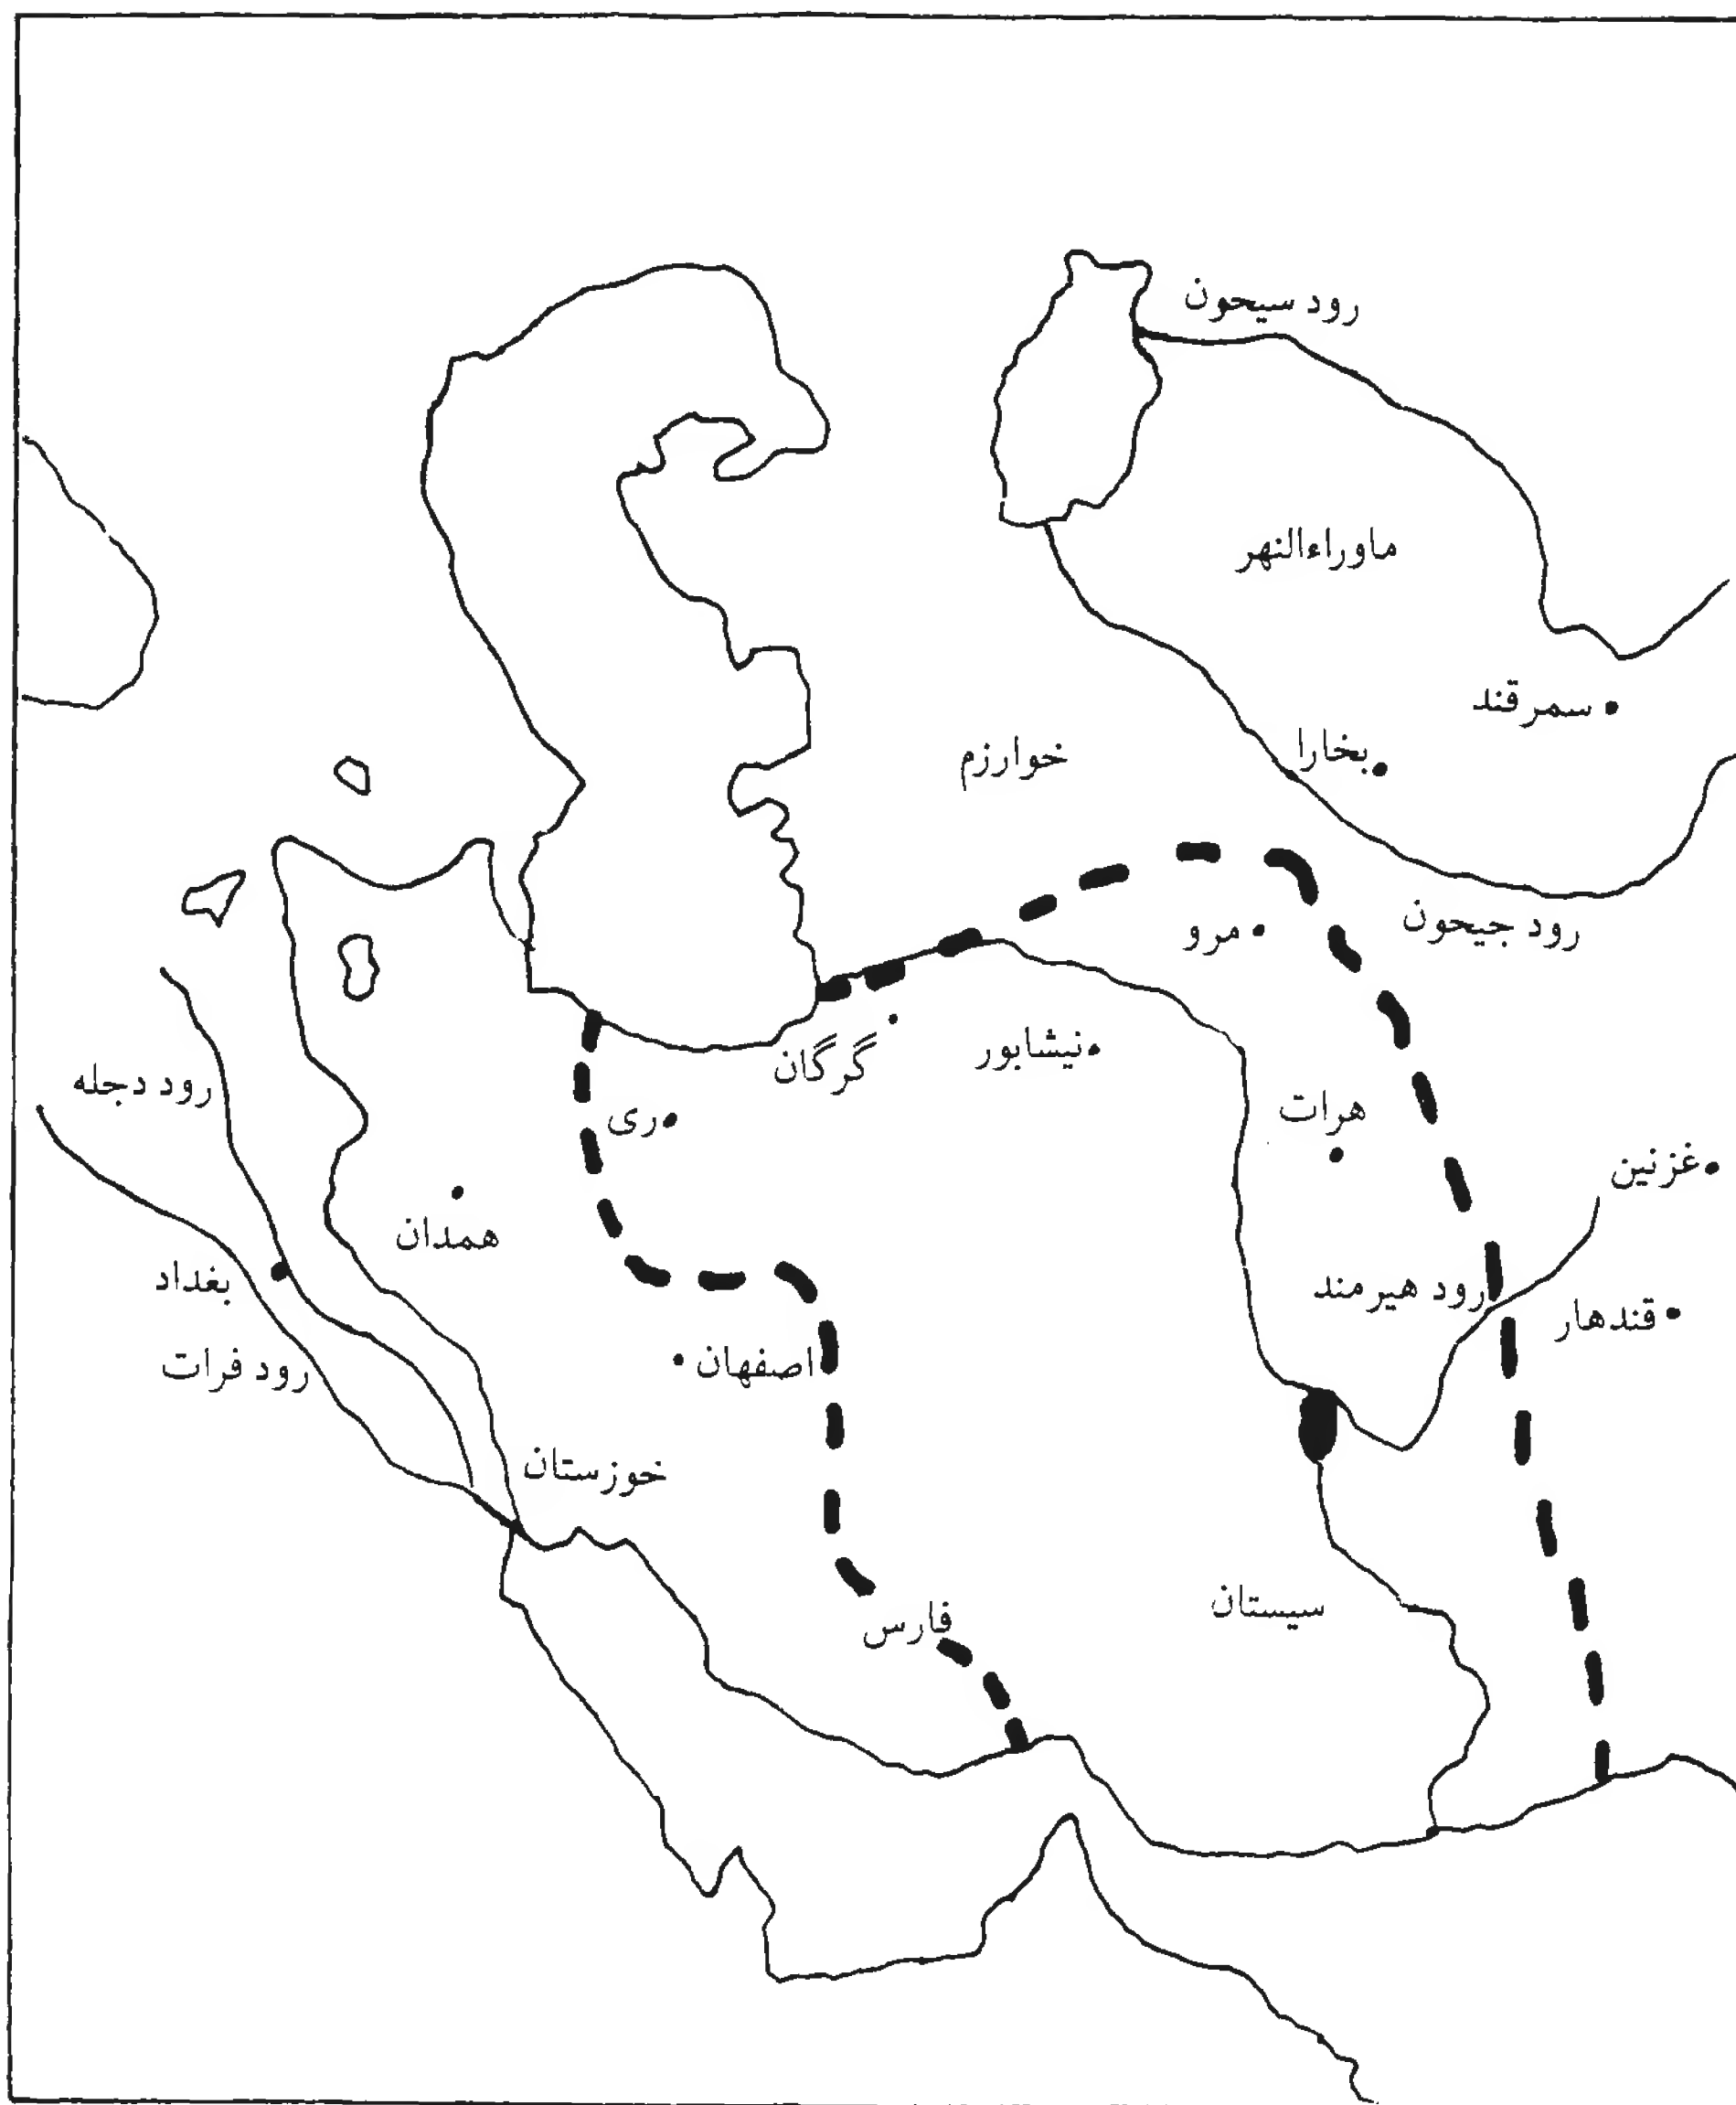 رود سیحون
ماوراءالنهر
سمرقند
بخارا
خوارزم
رود جیحون
مرو
نیشابور
گرگان
رود دجله
هرات
ری
غزنین
همدان
بغداد
رود هیرمند
قندهار
اصفهان
رود فرات
خوزستان
سیستان
فارس